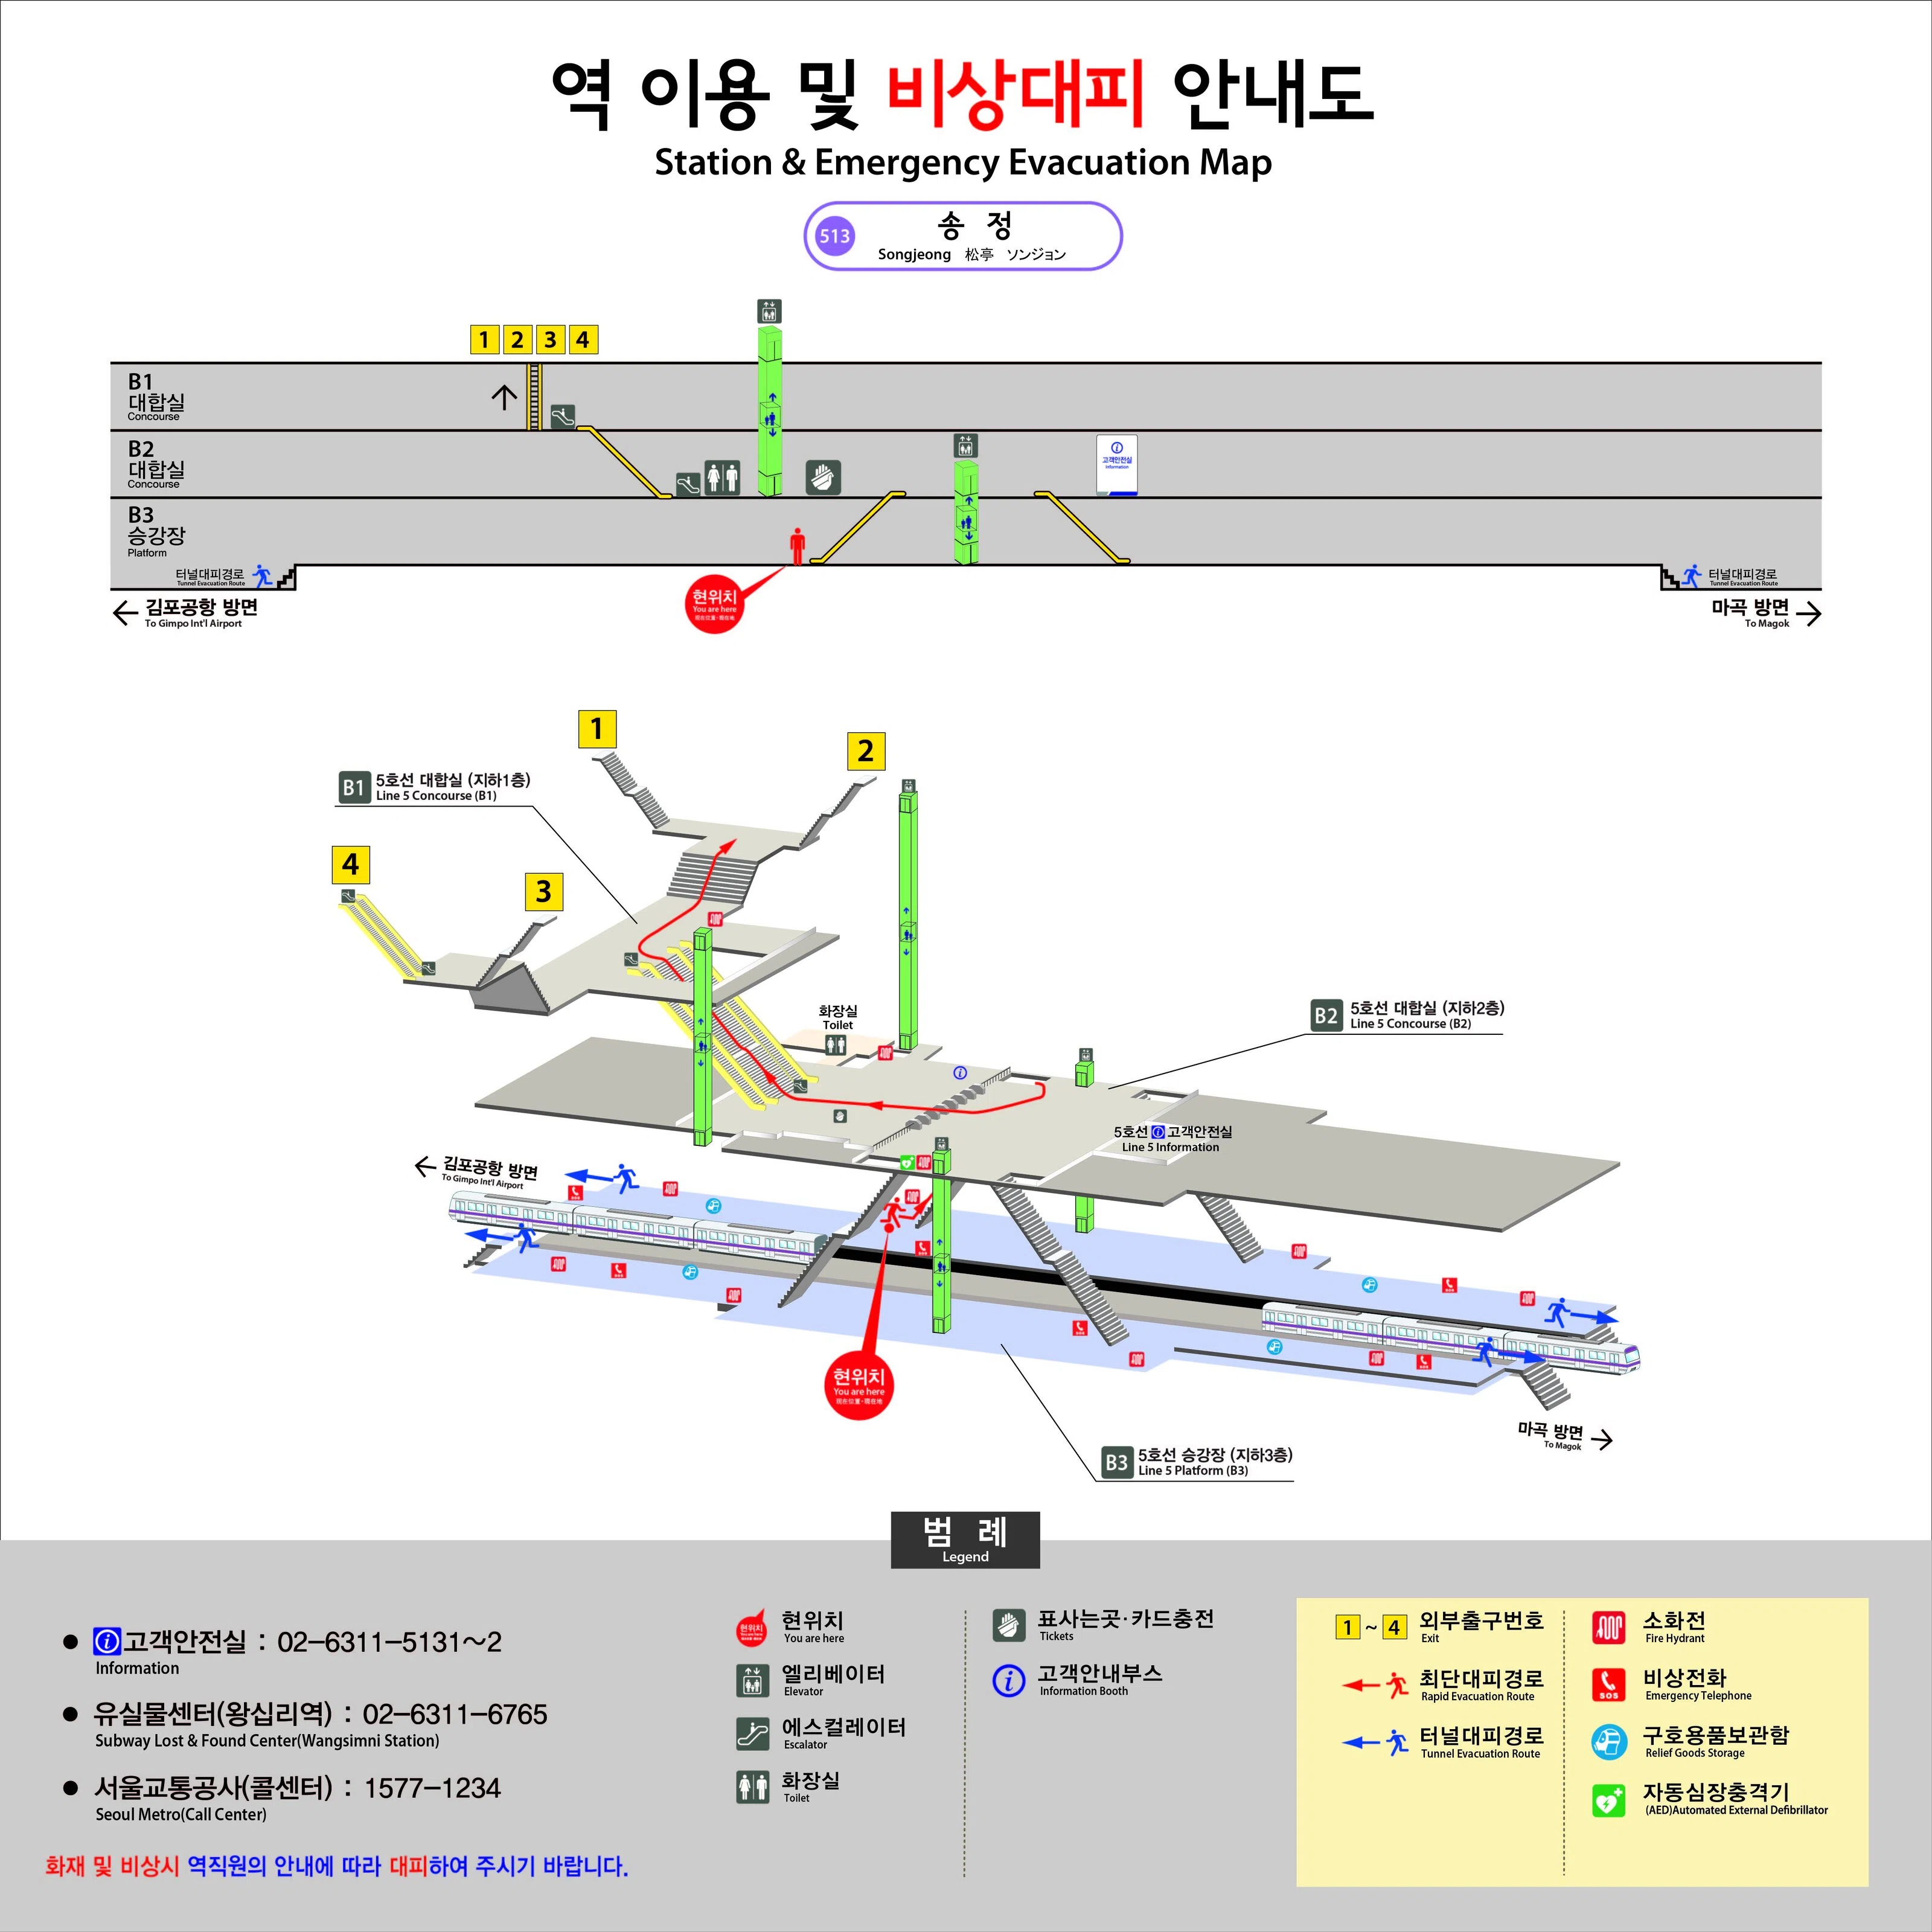 역 이용 및 비상대피 안내도
Station & Emergency Evacuation Map
513
송 정
Songjeong 松亭 ソンジョン
1 2 3 4
B1
대합실
Concourse
B2
대합실
Concourse
고객안전실
Information
B3
승강장
Platform
터널대피경로
Tunnel Evacuation Route
터널대피경로
Tunnel Evacuation Route
김포공항 방면
To Gimpo Int'l Airport
현위치
You are here
마곡 방면
To Magok
1
2
B1 5호선 대합실 (지하1층)
Line 5 Concourse (B1)
4
3
화장실
Toilet
B2 5호선 대합실 (지하2층)
Line 5 Concourse (B2)
5호선 고객안전실
Line 5 Information
김포공항 방면
To Gimpo Int'l Airport
현위치
You are here
마곡 방면
To Magok
B3 5호선 승강장 (지하3층)
Line 5 Platform (B3)
범 례
Legend
● 고객안전실 : 02-6311-5131~2
Information
● 유실물센터(왕십리역) : 02-6311-6765
Subway Lost & Found Center(Wangsimni Station)
● 서울교통공사(콜센터) : 1577-1234
Seoul Metro(Call Center)
화재 및 비상시 역직원의 안내에 따라 대피하여 주시기 바랍니다.
현위치
You are here
엘리베이터
Elevator
에스컬레이터
Escalator
화장실
Toilet
표사는곳·카드충전
Tickets
고객안내부스
Information Booth
1 ~ 4 외부출구번호
Exit
최단대피경로
Rapid Evacuation Route
터널대피경로
Tunnel Evacuation Route
소화전
Fire Hydrant
SOS
비상전화
Emergency Telephone
구호용품보관함
Relief Goods Storage
자동심장충격기
(AED)Automated External Defibrillator